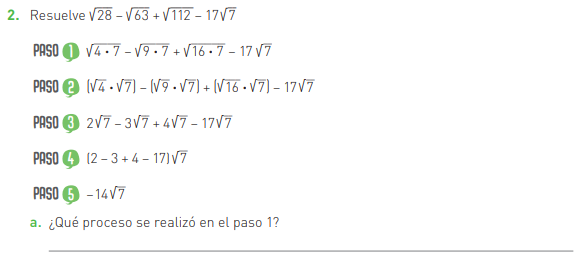 2. Resuelve √28 – √63 + √112 – 17√7
PASO 1 √4 • 7 – √9 • 7 + √16 • 7 – 17√7
PASO 2 (√4 • √7) – (√9 • √7) + (√16 • √7) – 17√7
PASO 3 2√7 – 3√7 + 4√7 – 17√7
PASO 4 (2 – 3 + 4 – 17)√7
PASO 5 –14√7
a. ¿Qué proceso se realizó en el paso 1?